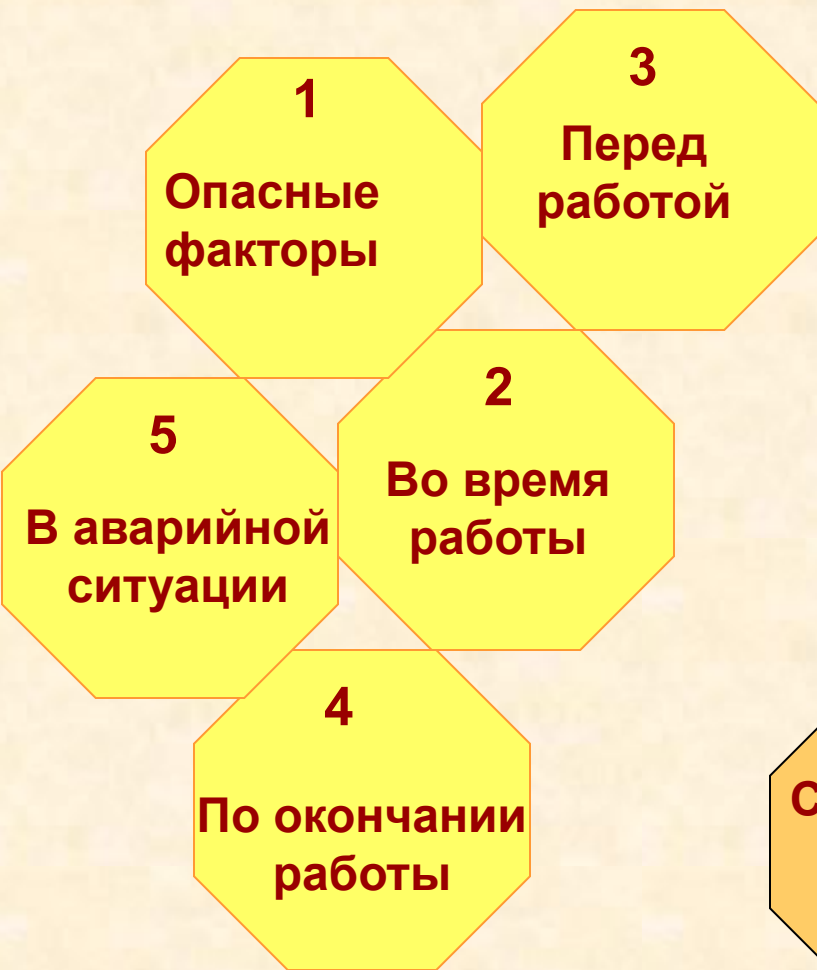 1
Опасные
факторы
3
Перед
работой
2
Во время
работы
5
В аварийной
ситуации
4
По окончании
работы
С